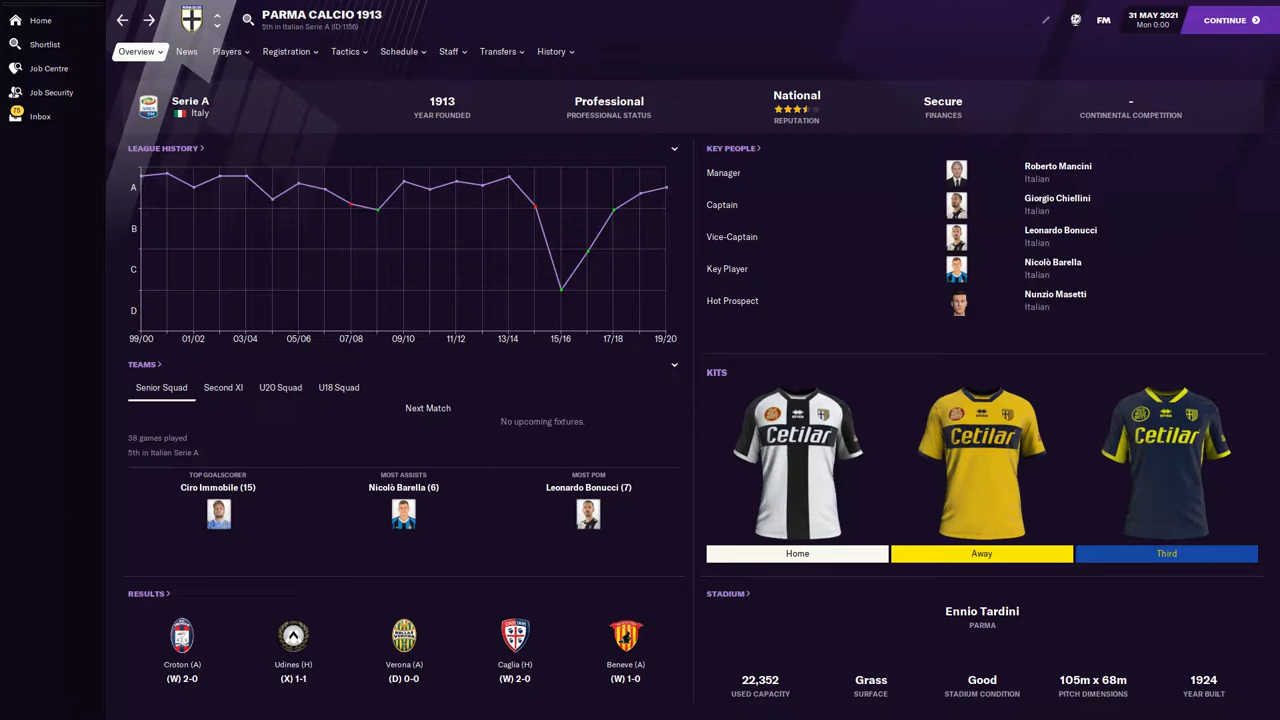 Home
Shortlist
Job Centre
Job Security
75
Inbox
PARMA CALCIO 1913
5th in Italian Serie A (ID:1156)
FM
31 MAY 2021
Mon 0:00
CONTINUE
Overview
News
Players
Registration
Tactics
Schedule
Staff
Transfers
History
Serie A
Italy
1913
YEAR FOUNDED
Professional
PROFESSIONAL STATUS
National
REPUTATION
Secure
FINANCES
-
CONTINENTAL COMPETITION
LEAGUE HISTORY
A
B
C
D
99/00
01/02
03/04
05/06
07/08
09/10
11/12
13/14
15/16
17/18
19/20
TEAMS
Senior Squad
Second XI
U20 Squad
U18 Squad
Next Match
No upcoming fixtures.
38 games played
5th in Italian Serie A
TOP GOALSCORER
Ciro Immobile (15)
MOST ASSISTS
Nicolò Barella (6)
MOST POM
Leonardo Bonucci (7)
RESULTS
Croton (A)
(W) 2-0
Udines (H)
(X) 1-1
Verona (A)
(D) 0-0
Caglia (H)
(W) 2-0
Beneve (A)
(W) 1-0
KEY PEOPLE
Manager
Roberto Mancini
Italian
Captain
Giorgio Chiellini
Italian
Vice-Captain
Leonardo Bonucci
Italian
Key Player
Nicolò Barella
Italian
Hot Prospect
Nunzio Masetti
Italian
KITS
Cetilar
Cetilar
Cetilar
Home
Away
Third
STADIUM
Ennio Tardini
PARMA
22,352
USED CAPACITY
Grass
SURFACE
Good
STADIUM CONDITION
105m x 68m
PITCH DIMENSIONS
1924
YEAR BUILT